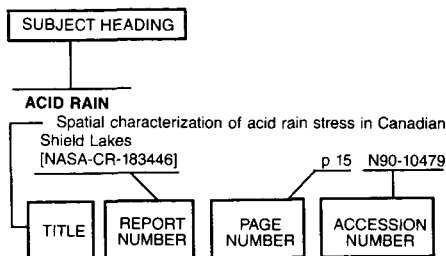 SUBJECT HEADING
ACID RAIN
Spatial characterization of acid rain stress in Canadian
Shield Lakes
[NASA-CR-183446] p 15 N90-10479
TITLE
REPORT
NUMBER
PAGE
NUMBER
ACCESSION
NUMBER